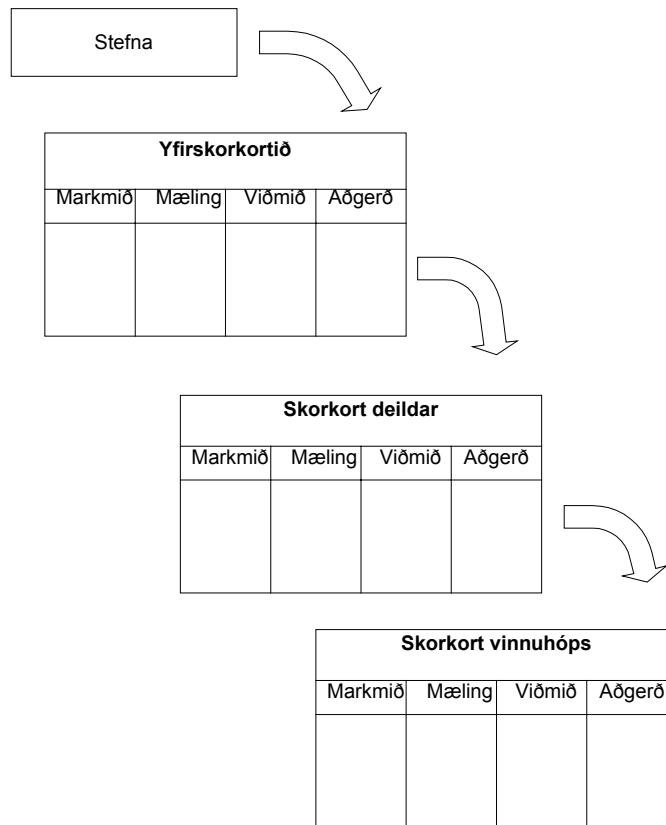 Stefna
Yfirskorkortið
Markmið Mæling Viðmið Aðgerð
Skorkort deildar
Markmið Mæling Viðmið Aðgerð
Skorkort vinnuhóps
Markmið Mæling Viðmið Aðgerð